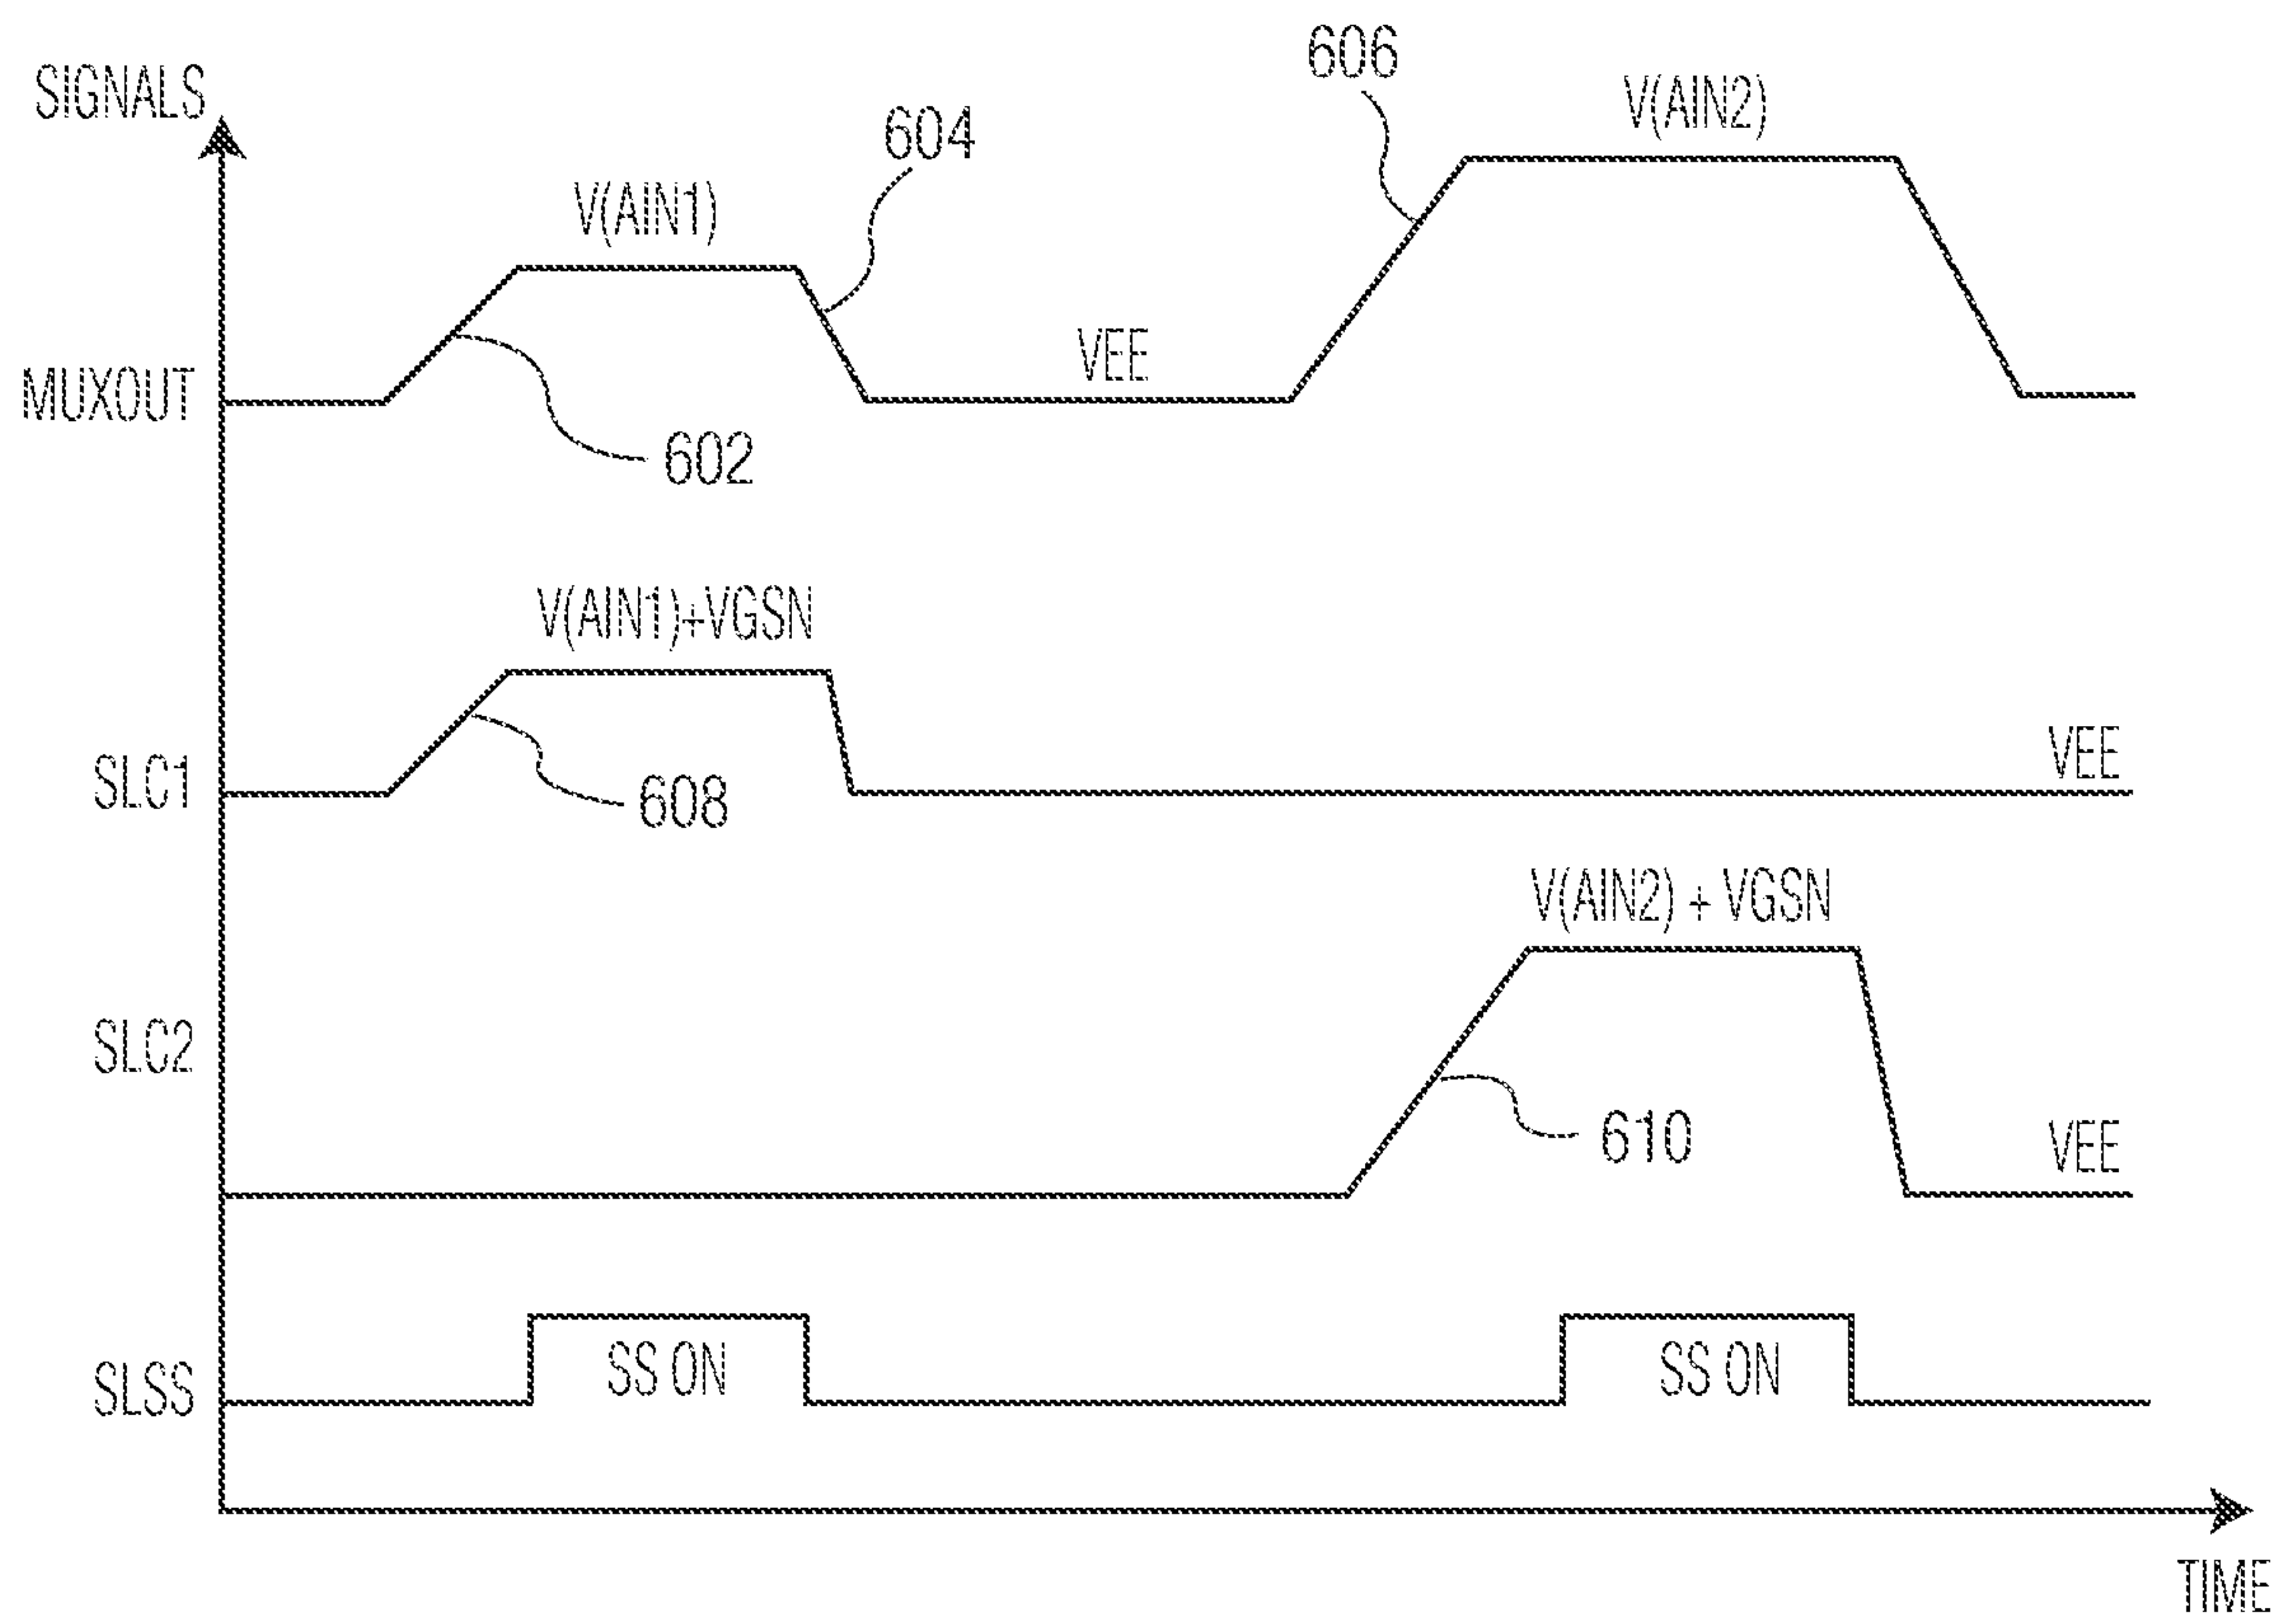 606
SIGNALS
V(AIN2)
604
V(AIN1)
VEE
MUXOUT
602
V(AIN1)+VGSN
VEE
SLC1
608
V(AIN2) + VGSN
SLC2
610
VEE
SS ON
SS ON
SLSS
TIME